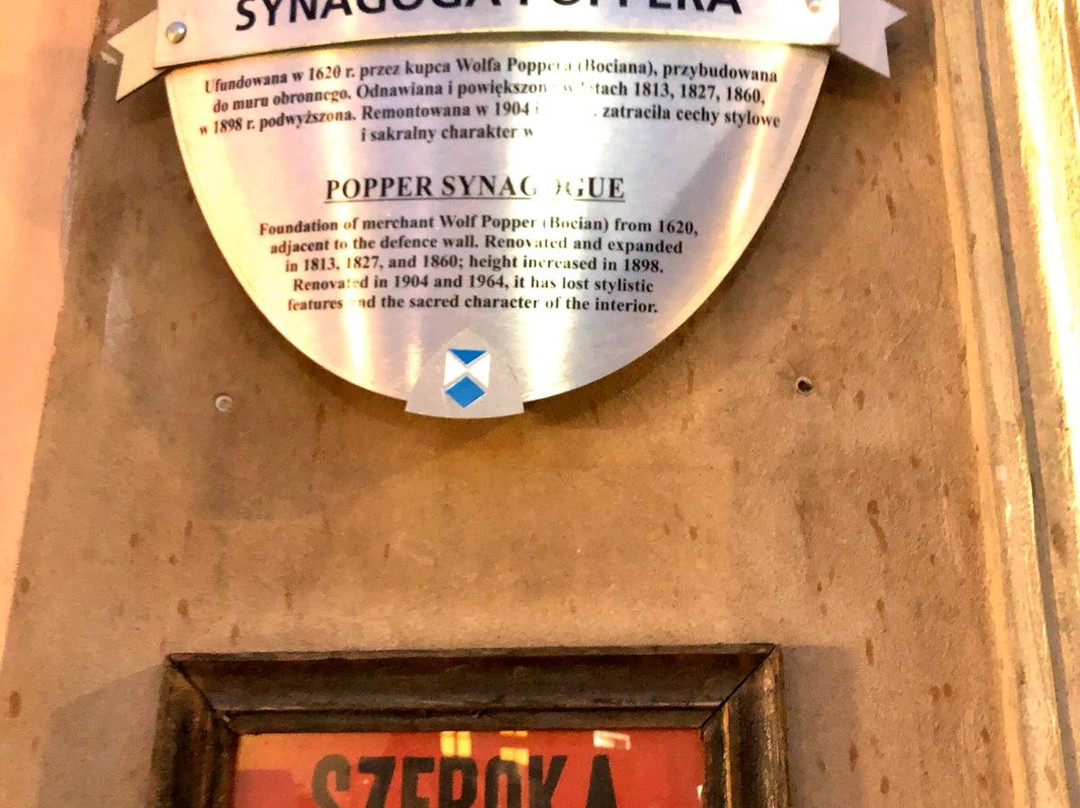 SYNAGOGA POPPERA
Ufundowana w 1620 r. przez kupca Wolfa Poppera (Bociana), przybudowana
do muru obronnego. Odnawiana i powiększona w latach 1813, 1827, 1860,
w 1898 r. podwyższona. Remontowana w 1904 i zatraciła cechy stylowe
i sakralny charakter
POPPER SYNAGOGUE
Foundation of merchant Wolf Popper (Bocian) from 1620,
adjacent to the defence wall. Renovated and expanded
in 1813, 1827, and 1860; height increased in 1898.
Renovated in 1904 and 1964, it has lost stylistic
features and the sacred character of the interior.
SZEROKA